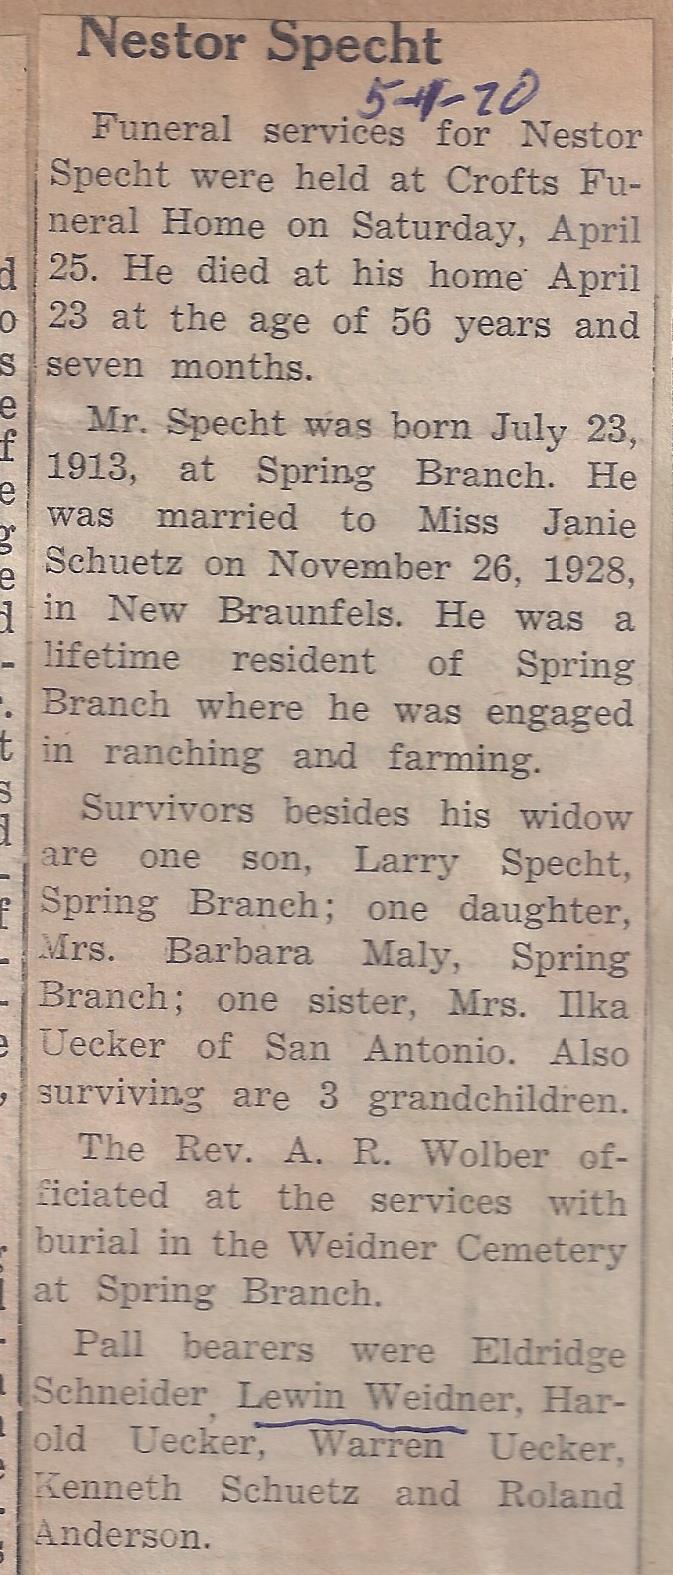 Nestor Specht
5-1-70
Funeral services for Nestor
Specht were held at Crofts Fu-
neral Home on Saturday, April
25. He died at his home April
23 at the age of 56 years and
seven months.
Mr. Specht was born July 23,
1913, at Spring Branch. He
was married to Miss Janie
Schuetz on November 26, 1928,
in New Braunfels. He was a
lifetime resident of Spring
Branch where he was engaged
in ranching and farming.
Survivors besides his widow
are one son, Larry Specht,
Spring Branch; one daughter,
Mrs. Barbara Maly, Spring
Branch; one sister, Mrs. Ilka
Uecker of San Antonio. Also
surviving are 3 grandchildren.
The Rev. A. R. Wolber of-
ficiated at the services with
burial in the Weidner Cemetery
at Spring Branch.
Pall bearers were Eldridge
Schneider, Lewin Weidner, Har-
old Uecker, Warren Uecker,
Kenneth Schuetz and Roland
Anderson.